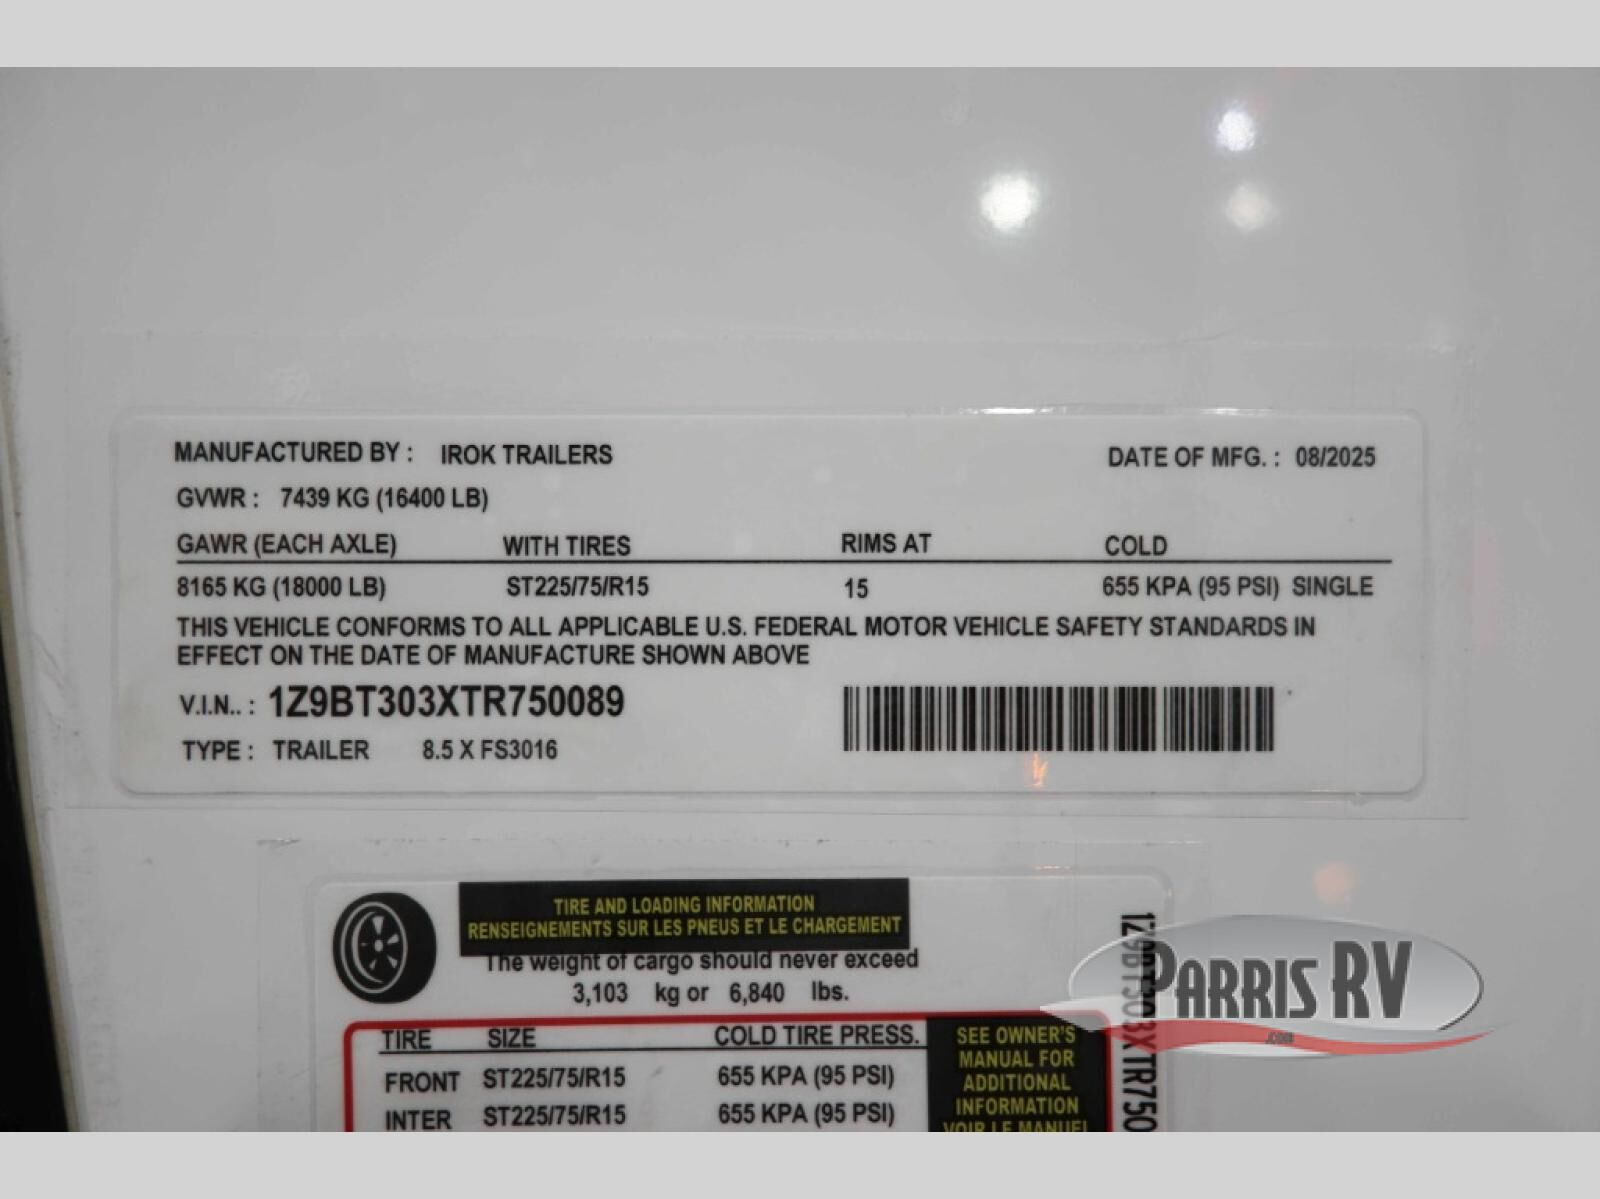 MANUFACTURED BY : IROK TRAILERS DATE OF MFG. : 08/2025
GVWR : 7439 KG (16400 LB)
GAWR (EACH AXLE) WITH TIRES RIMS AT COLD
8165 KG (18000 LB) ST225/75/R15 15 655 KPA (95 PSI) SINGLE
THIS VEHICLE CONFORMS TO ALL APPLICABLE U.S. FEDERAL MOTOR VEHICLE SAFETY STANDARDS IN
EFFECT ON THE DATE OF MANUFACTURE SHOWN ABOVE
V.I.N.. : 1Z9BT303XTR750089
TYPE : TRAILER 8.5 X FS3016
TIRE AND LOADING INFORMATION
RENSEIGNEMENTS SUR LES PNEUS ET LE CHARGEMENT
The weight of cargo should never exceed
3,103 kg or 6,840 lbs.
TIRE SIZE COLD TIRE PRESS.
FRONT ST225/75/R15 655 KPA (95 PSI)
INTER ST225/75/R15 655 KPA (95 PSI)
SEE OWNER'S
MANUAL FOR
ADDITIONAL
INFORMATION
VOIR LE MANUEL
1Z9BT303XTR750
PARRIS RV
.COM